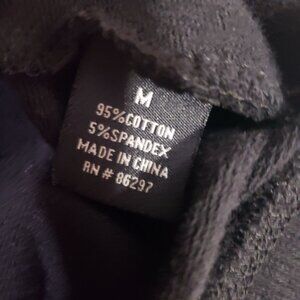 M
95%COTTON
5%SPANDEX
MADE IN CHINA
RN # 86297